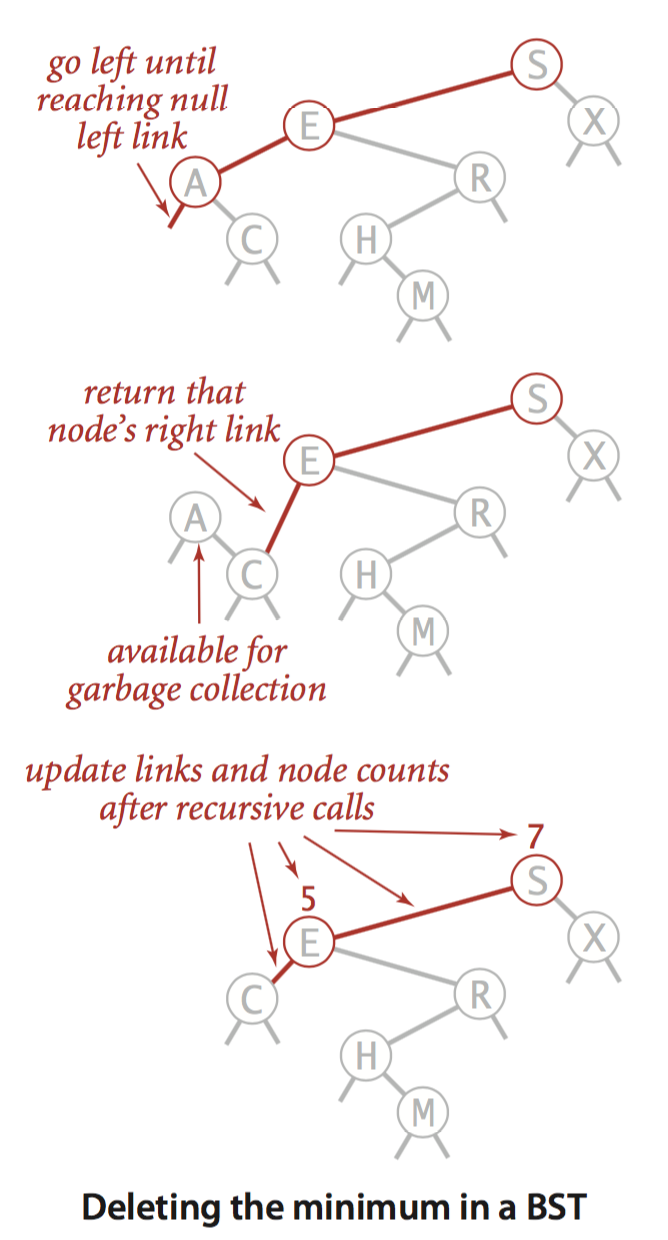 go left until
reaching null
left link
S
E
X
A
R
C
H
M
return that
node's right link
S
E
X
A
R
C
H
M
available for
garbage collection
update links and node counts
after recursive calls
7
S
5
E
X
C
R
H
M
Deleting the minimum in a BST